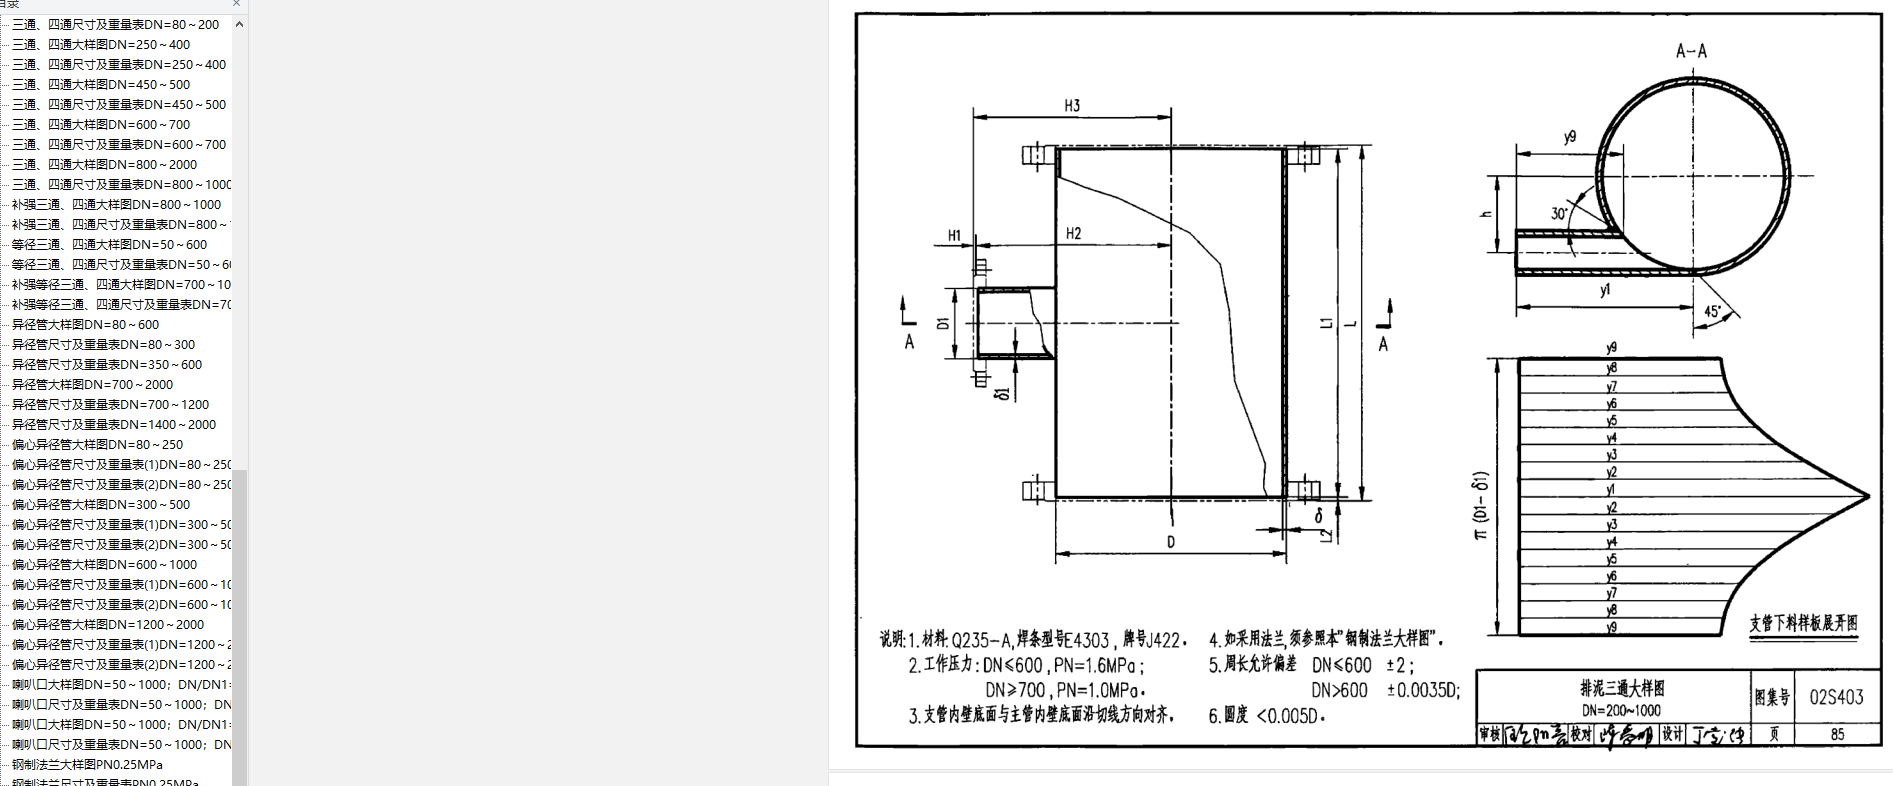 目录
三通、四通尺寸及重量表DN=80～200
三通、四通大样图DN=250～400
三通、四通尺寸及重量表DN=250～400
三通、四通大样图DN=450～500
三通、四通尺寸及重量表DN=450～500
三通、四通大样图DN=600～700
三通、四通尺寸及重量表DN=600～700
三通、四通大样图DN=800～2000
三通、四通尺寸及重量表DN=800～1000
补强三通、四通大样图DN=800～1000
补强三通、四通尺寸及重量表DN=800～
等径三通、四通大样图DN=50～600
等径三通、四通尺寸及重量表DN=50～60
补强等径三通、四通大样图DN=700～10
补强等径三通、四通尺寸及重量表DN=70
异径管大样图DN=80～600
异径管尺寸及重量表DN=80～300
异径管尺寸及重量表DN=350～600
异径管大样图DN=700～2000
异径管尺寸及重量表DN=700～1200
异径管尺寸及重量表DN=1400～2000
偏心异径管大样图DN=80～250
偏心异径管尺寸及重量表(1)DN=80～250
偏心异径管尺寸及重量表(2)DN=80～250
偏心异径管大样图DN=300～500
偏心异径管尺寸及重量表(1)DN=300～50
偏心异径管尺寸及重量表(2)DN=300～50
偏心异径管大样图DN=600～1000
偏心异径管尺寸及重量表(1)DN=600～10
偏心异径管尺寸及重量表(2)DN=600～10
偏心异径管大样图DN=1200～2000
偏心异径管尺寸及重量表(1)DN=1200～2
偏心异径管尺寸及重量表(2)DN=1200～2
喇叭口大样图DN=50～1000；DN/DN1=
喇叭口尺寸及重量表DN=50～1000；DN
喇叭口大样图DN=50～1000；DN/DN1=
喇叭口尺寸及重量表DN=50～1000；DN
钢制法兰大样图PN0.25MPa
钢制法兰尺寸及重量表PN0.25MPa
H3
H1
H2
D1
δ1
A
A
L1
L
δ
L2
D
A-A
y9
h
30°
y1
45°
y9
y8
y7
y6
y5
y4
y3
y2
y1
y2
y3
y4
y5
y6
y7
y8
y9
π(D1-δ1)
支管下料样板展开图
说明:1.材料:Q235-A,焊条型号E4303,牌号J422.
2.工作压力:DN≤600,PN=1.6MPa;
DN≥700,PN=1.0MPa.
3.支管内壁底面与主管内壁底面沿切线方向对齐.
4.如采用法兰,须参照本"钢制法兰大样图".
5.周长允许偏差 DN≤600 ±2;
DN>600 ±0.0035D;
6.圆度 <0.005D.
排泥三通大样图
DN=200~1000
图集号
02S403
审核
校对
设计
页
85